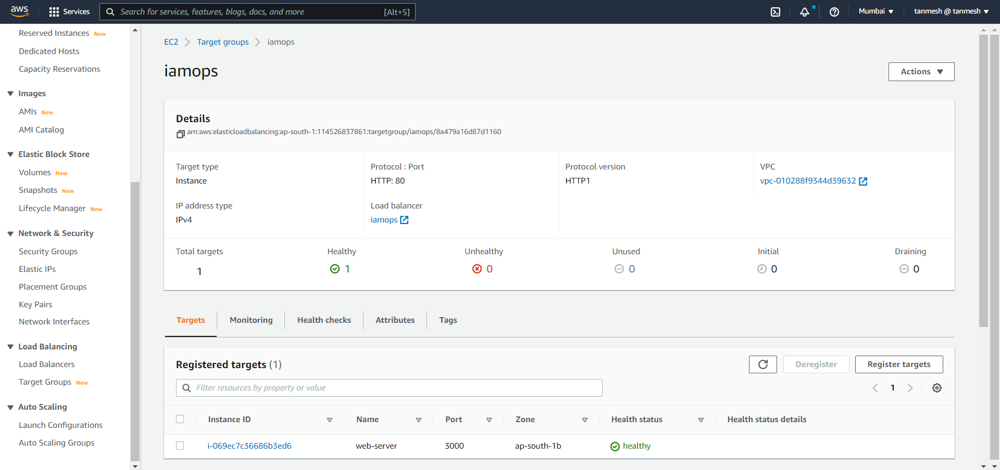 aws Services Search for services, features, blogs, docs, and more [Alt+S] Mumbai tanmesh @ tanmesh
Reserved Instances New
Dedicated Hosts
Capacity Reservations
Images
AMIs New
AMI Catalog
Elastic Block Store
Volumes New
Snapshots New
Lifecycle Manager New
Network & Security
Security Groups
Elastic IPs
Placement Groups
Key Pairs
Network Interfaces
Load Balancing
Load Balancers
Target Groups New
Auto Scaling
Launch Configurations
Auto Scaling Groups
EC2 Target groups iamops
iamops
Actions
Details
arn:aws:elasticloadbalancing:ap-south-1:114526837861:targetgroup/iamops/8a479a16d87d1160
Target type Protocol : Port Protocol version VPC
Instance HTTP: 80 HTTP1 vpc-010288f9344d39632
IP address type Load balancer
IPv4 iamops
Total targets Healthy Unhealthy Unused Initial Draining
1 1 0 0 0 0
Targets Monitoring Health checks Attributes Tags
Registered targets (1)
Deregister Register targets
Filter resources by property or value
1
Instance ID Name Port Zone Health status Health status details
i-069ec7c36686b3ed6 web-server 3000 ap-south-1b healthy